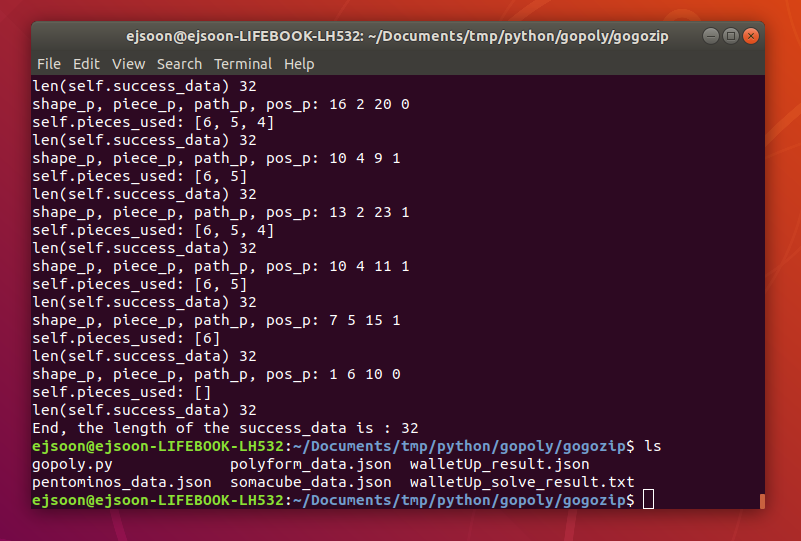 ejsoon@ejsoon-LIFEBOOK-LH532: ~/Documents/tmp/python/gopoly/gogozip
File Edit View Search Terminal Help
len(self.success_data) 32
shape_p, piece_p, path_p, pos_p: 16 2 20 0
self.pieces_used: [6, 5, 4]
len(self.success_data) 32
shape_p, piece_p, path_p, pos_p: 10 4 9 1
self.pieces_used: [6, 5]
len(self.success_data) 32
shape_p, piece_p, path_p, pos_p: 13 2 23 1
self.pieces_used: [6, 5, 4]
len(self.success_data) 32
shape_p, piece_p, path_p, pos_p: 10 4 11 1
self.pieces_used: [6, 5]
len(self.success_data) 32
shape_p, piece_p, path_p, pos_p: 7 5 15 1
self.pieces_used: [6]
len(self.success_data) 32
shape_p, piece_p, path_p, pos_p: 1 6 10 0
self.pieces_used: []
len(self.success_data) 32
End, the length of the success_data is : 32
ejsoon@ejsoon-LIFEBOOK-LH532:~/Documents/tmp/python/gopoly/gogozip$ ls
gopoly.py polyform_data.json walletUp_result.json
pentominos_data.json somacube_data.json walletUp_solve_result.txt
ejsoon@ejsoon-LIFEBOOK-LH532:~/Documents/tmp/python/gopoly/gogozip$